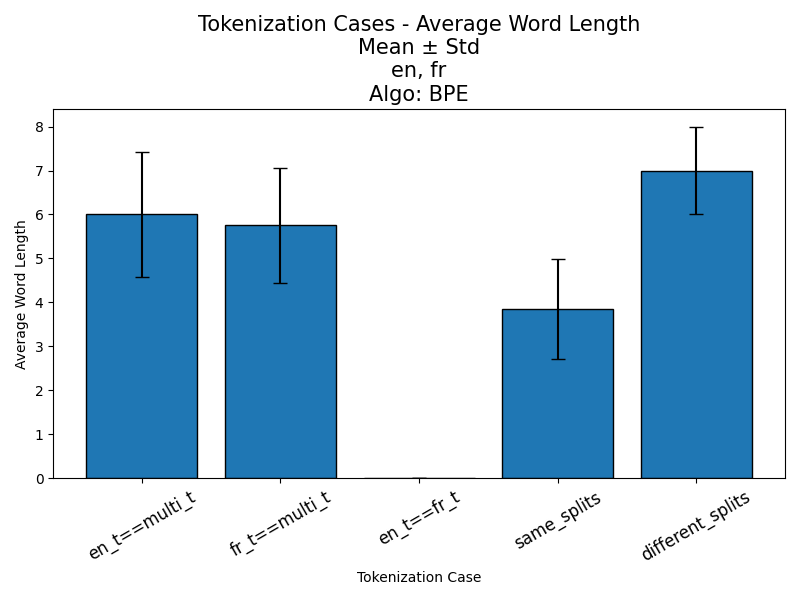 Tokenization Cases - Average Word Length
Mean ± Std
en, fr
Algo: BPE
8
7
6
5
4
3
2
1
0
Average Word Length
en_t==multi_t
fr_t==multi_t
en_t==fr_t
same_splits
different_splits
Tokenization Case